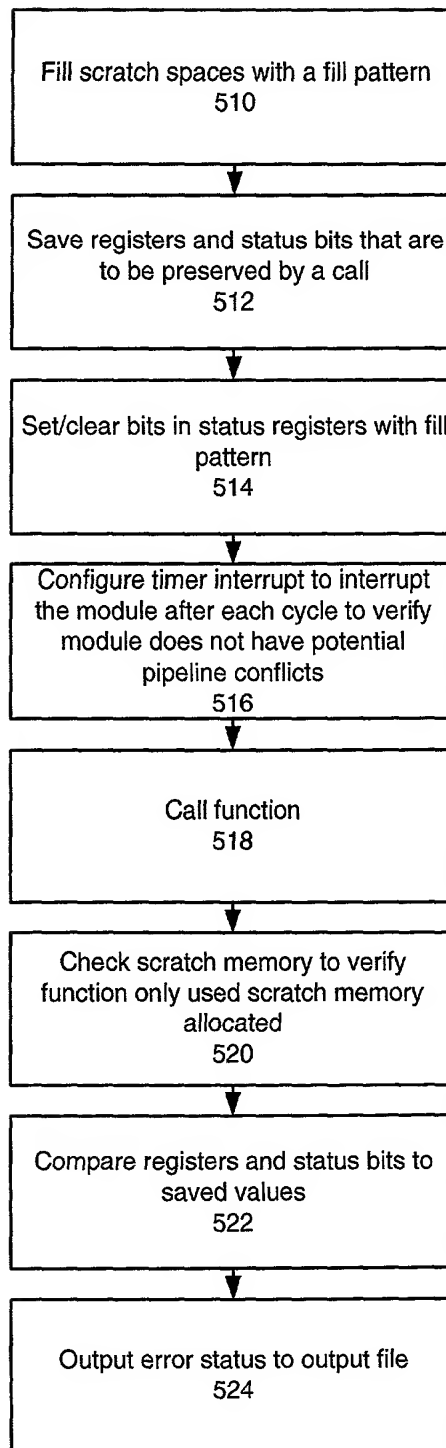 Fill scratch spaces with a fill pattern
510
Save registers and status bits that are
to be preserved by a call
512
Set/clear bits in status registers with fill
pattern
514
Configure timer interrupt to interrupt
the module after each cycle to verify
module does not have potential
pipeline conflicts
516
Call function
518
Check scratch memory to verify
function only used scratch memory
allocated
520
Compare registers and status bits to
saved values
522
Output error status to output file
524